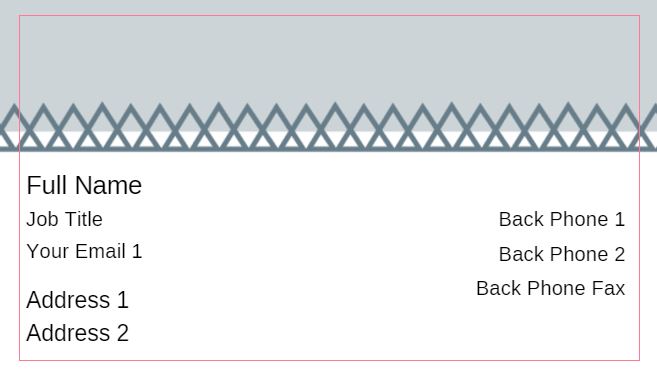 Full Name
Job Title
Your Email 1
Address 1
Address 2
Back Phone 1
Back Phone 2
Back Phone Fax